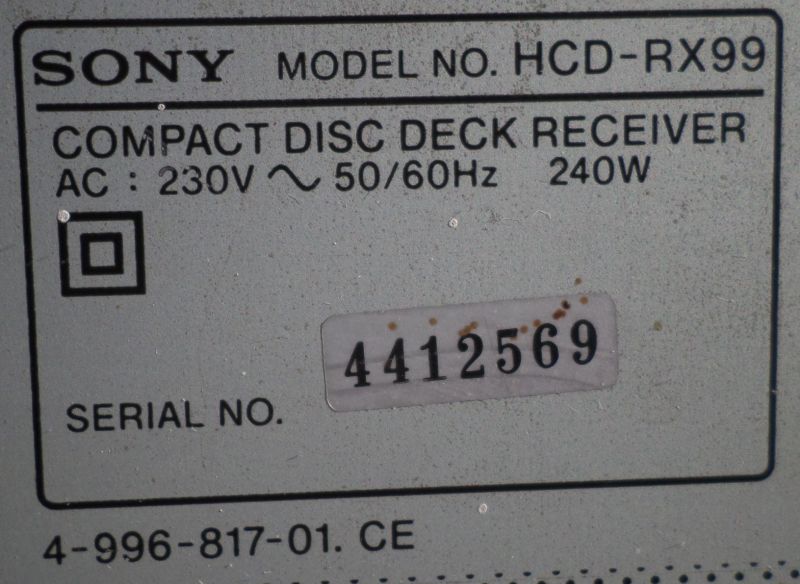 SONY MODEL NO. HCD-RX99
COMPACT DISC DECK RECEIVER
AC : 230V ~ 50/60Hz 240W
4412569
SERIAL NO.
4-996-817-01. CE